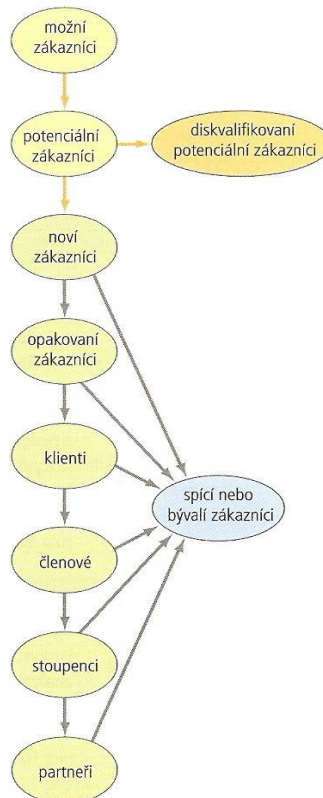 možní
zákazníci
potenciální
zákazníci
diskvalifikovaní
potenciální zákazníci
noví
zákazníci
opakovaní
zákazníci
klienti
spící nebo
bývalí zákazníci
členové
stoupenci
partneři